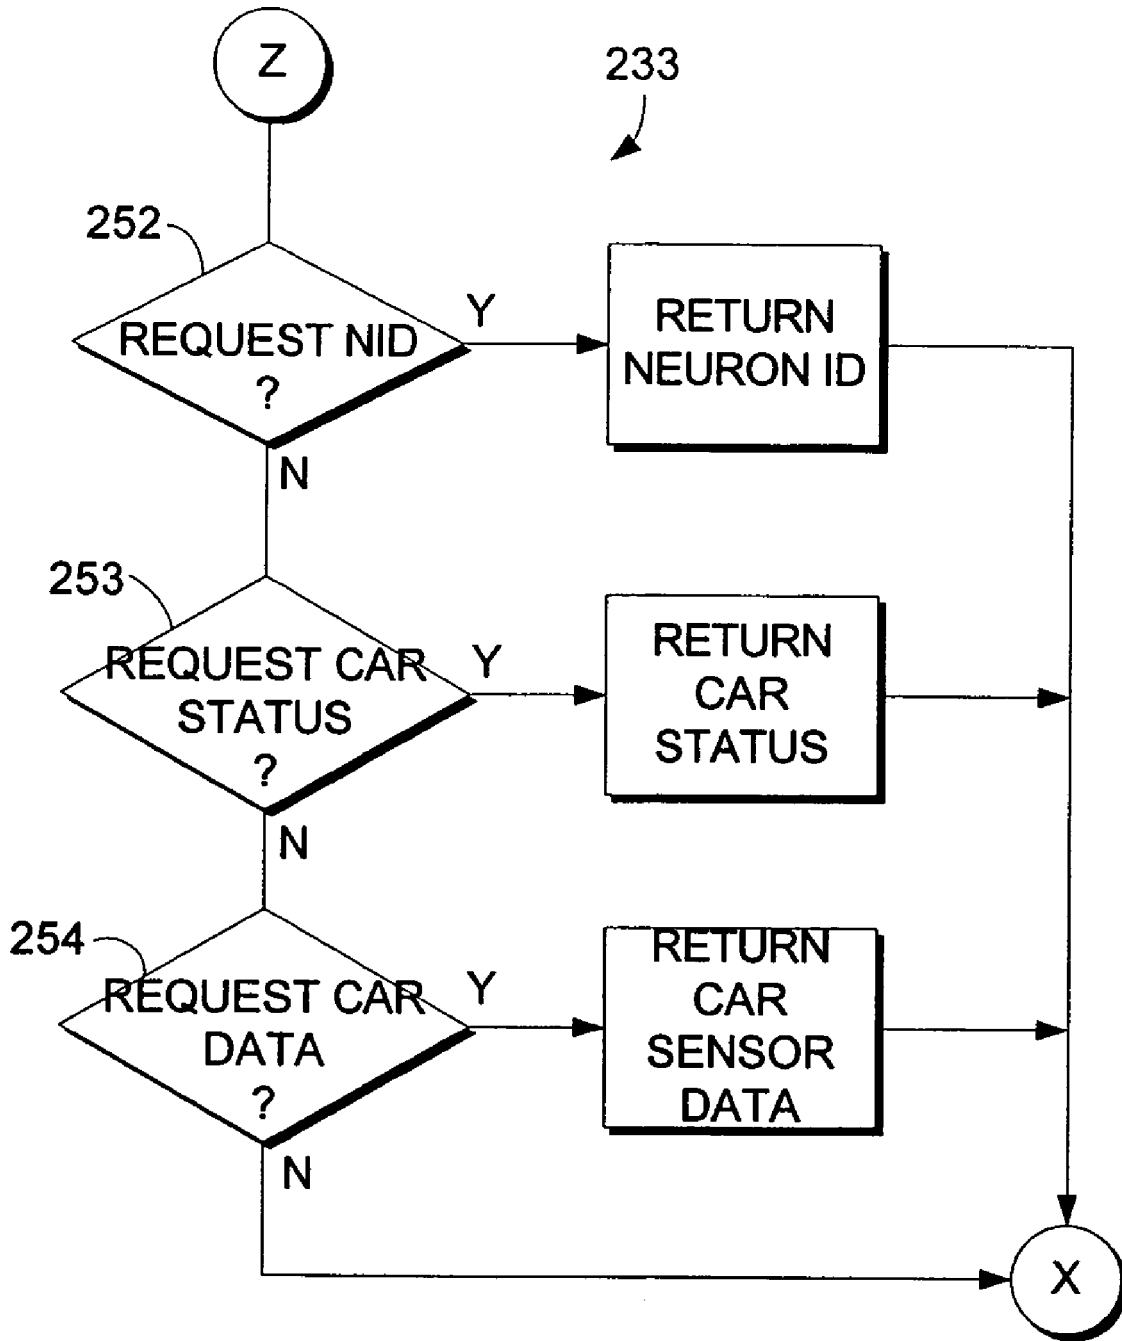 Z
233
252
REQUEST NID
?
Y
N
RETURN
NEURON ID
253
REQUEST CAR
STATUS
?
Y
N
RETURN
CAR
STATUS
254
REQUEST CAR
DATA
?
Y
N
RETURN
CAR
SENSOR
DATA
X